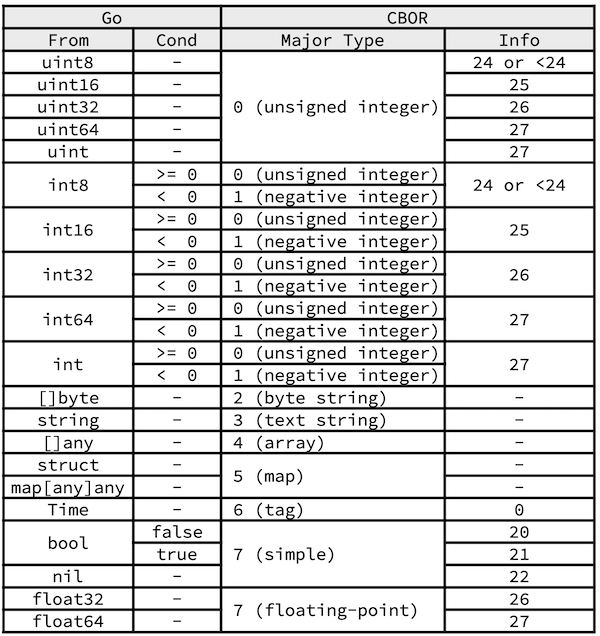 Go CBOR
From Cond Major Type Info
uint8 - 0 (unsigned integer) 24 or <24
uint16 - 25
uint32 - 26
uint64 - 27
uint - 27
int8 >= 0 0 (unsigned integer) 24 or <24
< 0 1 (negative integer)
int16 >= 0 0 (unsigned integer) 25
< 0 1 (negative integer)
int32 >= 0 0 (unsigned integer) 26
< 0 1 (negative integer)
int64 >= 0 0 (unsigned integer) 27
< 0 1 (negative integer)
int >= 0 0 (unsigned integer) 27
< 0 1 (negative integer)
[]byte - 2 (byte string) -
string - 3 (text string) -
[]any - 4 (array) -
struct - 5 (map) -
map[any]any - -
Time - 6 (tag) 0
bool false 7 (simple) 20
true 21
nil - 22
float32 - 7 (floating-point) 26
float64 - 27